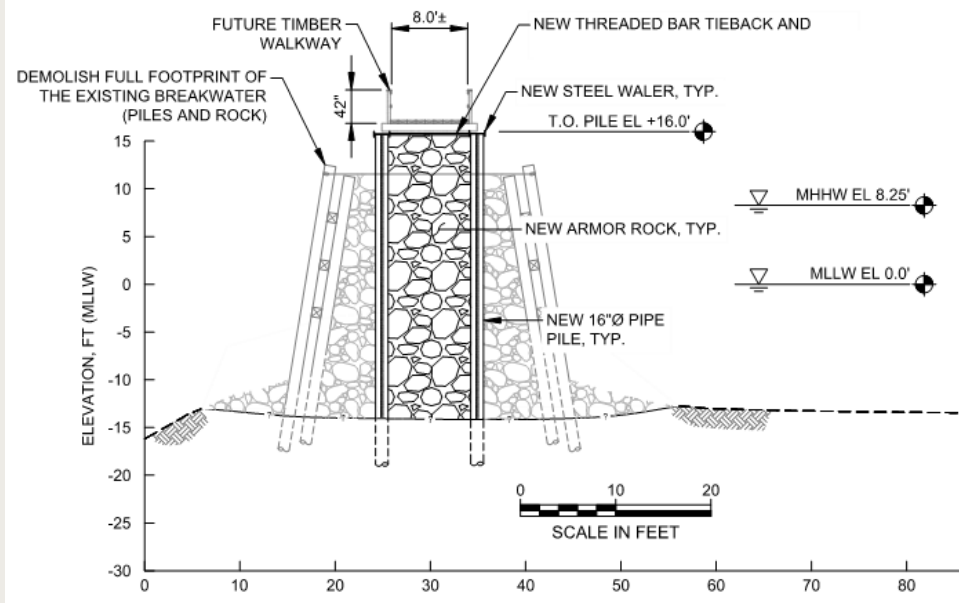 FUTURE TIMBER
WALKWAY
8.0'±
NEW THREADED BAR TIEBACK AND
DEMOLISH FULL FOOTPRINT OF
THE EXISTING BREAKWATER
(PILES AND ROCK)
42"
NEW STEEL WALER, TYP.
T.O. PILE EL +16.0'
MHHW EL 8.25'
NEW ARMOR ROCK, TYP.
MLLW EL 0.0'
NEW 16"Ø PIPE
PILE, TYP.
ELEVATION, FT (MLLW)
15
10
5
0
-5
-10
-15
-20
-25
-30
? ? ? ? ?
0 10 20
SCALE IN FEET
0 10 20 30 40 50 60 70 80